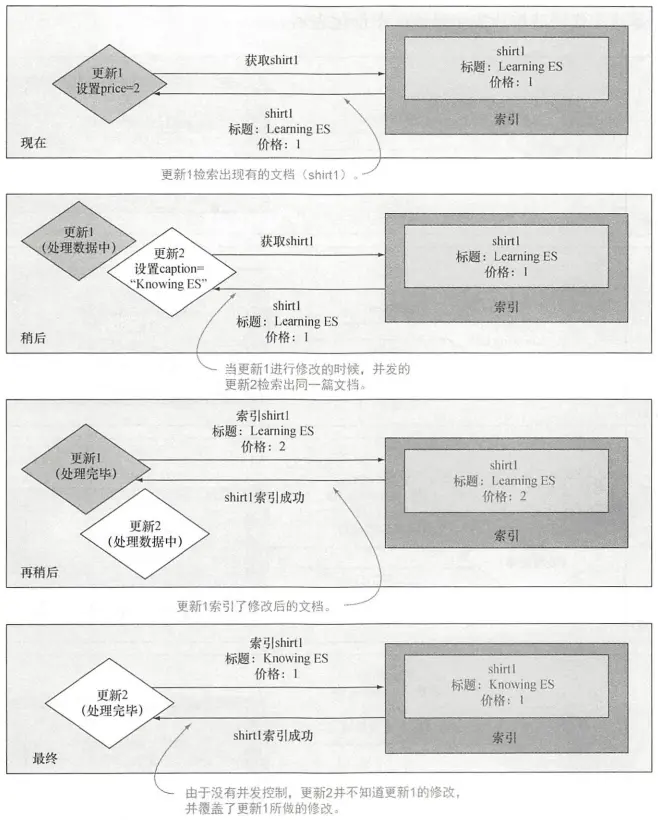 更新1
设置price=2
获取shirt1
shirt1
标题：Learning ES
价格：1
shirt1
标题：Learning ES
价格：1
索引
现在
更新1检索出现有的文档（shirt1）。
更新1
（处理数据中）
更新2
设置caption=
“Knowing ES”
获取shirt1
shirt1
标题：Learning ES
价格：1
shirt1
标题：Learning ES
价格：1
索引
稍后
当更新1进行修改的时候，并发的
更新2检索出同一篇文档。
更新1
（处理完毕）
更新2
（处理数据中）
索引shirt1
标题：Learning ES
价格：2
shirt1索引成功
shirt1
标题：Learning ES
价格：2
索引
再稍后
更新1索引了修改后的文档。
更新2
（处理完毕）
索引shirt1
标题：Knowing ES
价格：1
shirt1索引成功
shirt1
标题：Knowing ES
价格：1
索引
最终
由于没有并发控制，更新2并不知道更新1的修改，
并覆盖了更新1所做的修改。